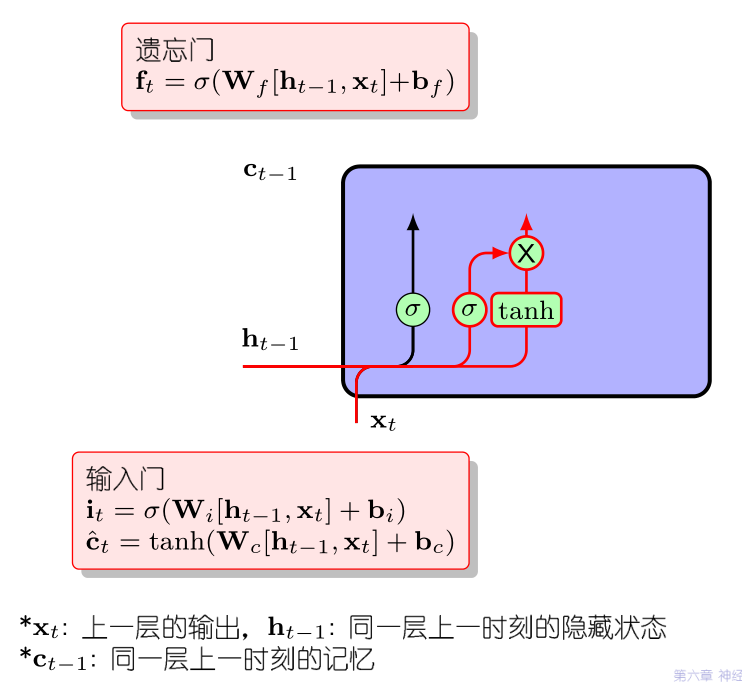 遗忘门
f_t = σ(W_f[h_{t−1}, x_t]+b_f)
c_{t−1}
X
σ
σ
tanh
h_{t−1}
x_t
输入门
i_t = σ(W_i[h_{t−1}, x_t] + b_i)
ĉ_t = tanh(W_c[h_{t−1}, x_t] + b_c)
*x_t: 上一层的输出，h_{t−1}: 同一层上一时刻的隐藏状态
*c_{t−1}: 同一层上一时刻的记忆
第六章 神经